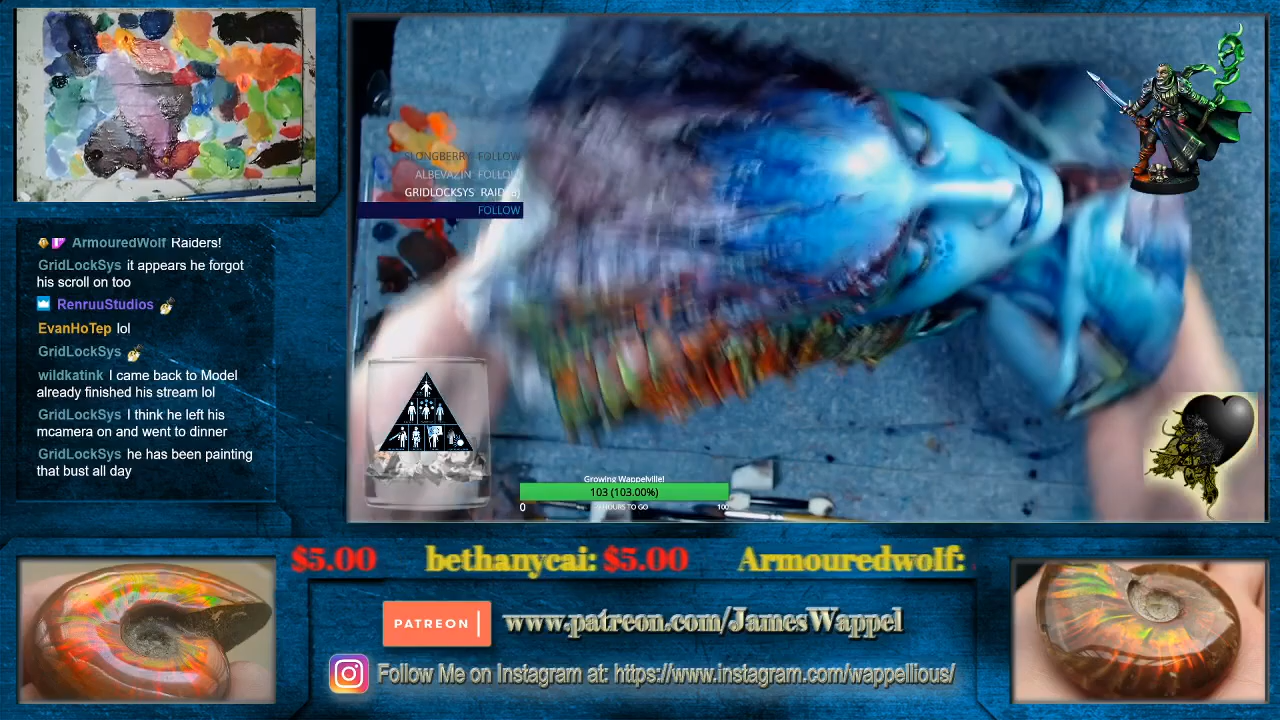 SLONGBERRY FOLLOW
ALBEVAZIN FOLLOW
GRIDLOCKSYS RAID
FOLLOW
ArmouredWolf Raiders!
GridLockSys it appears he forgot
his scroll on too
RenruuStudios
EvanHoTep lol
GridLockSys
wildkatink I came back to Model
already finished his stream lol
GridLockSys I think he left his
mcamera on and went to dinner
GridLockSys he has been painting
that bust all day
Growing Wappelville!
103 (103.00%)
0 HOURS TO GO 100
$5.00 bethanycai: $5.00 Armouredwolf:
PATREON www.patreon.com/JamesWappel
Follow Me on Instagram at: https://www.instagram.com/wappellious/